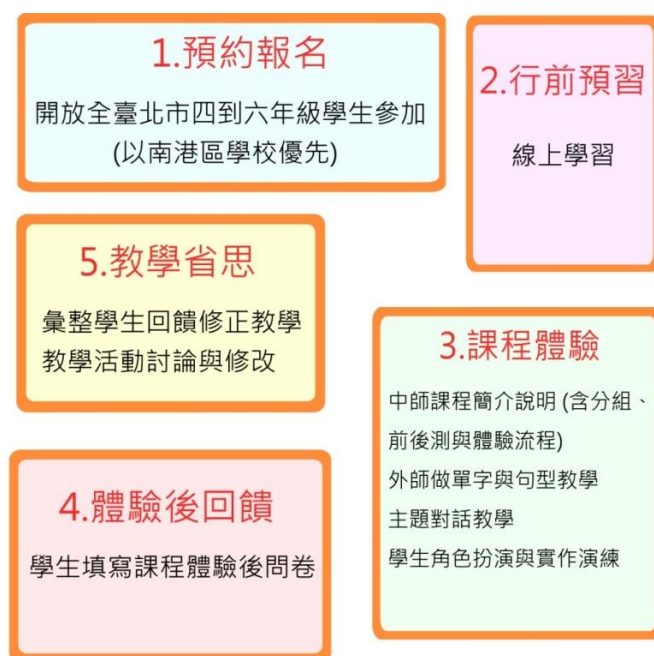 1.預約報名
開放全臺北市四到六年級學生參加
(以南港區學校優先)
2.行前預習
線上學習
3.課程體驗
中師課程簡介說明 (含分組、
前後測與體驗流程)
外師做單字與句型教學
主題對話教學
學生角色扮演與實作演練
4.體驗後回饋
學生填寫課程體驗後問卷
5.教學省思
彙整學生回饋修正教學
教學活動討論與修改